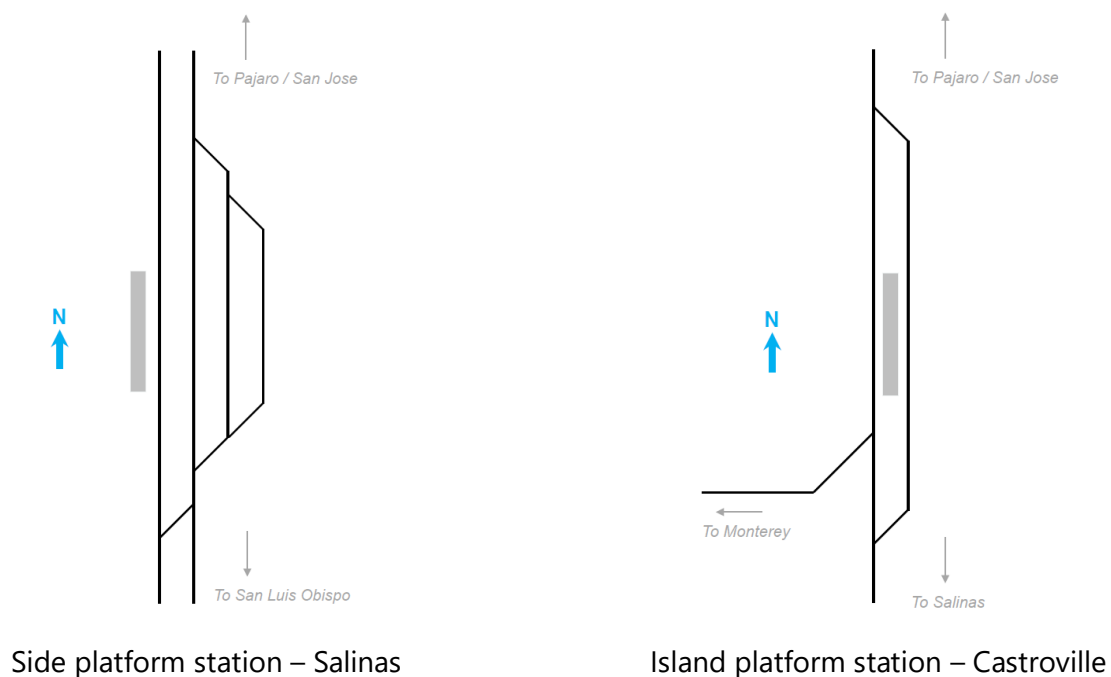 To Pajaro / San Jose
N
To San Luis Obispo
Side platform station – Salinas
To Pajaro / San Jose
N
To Monterey
To Salinas
Island platform station – Castroville